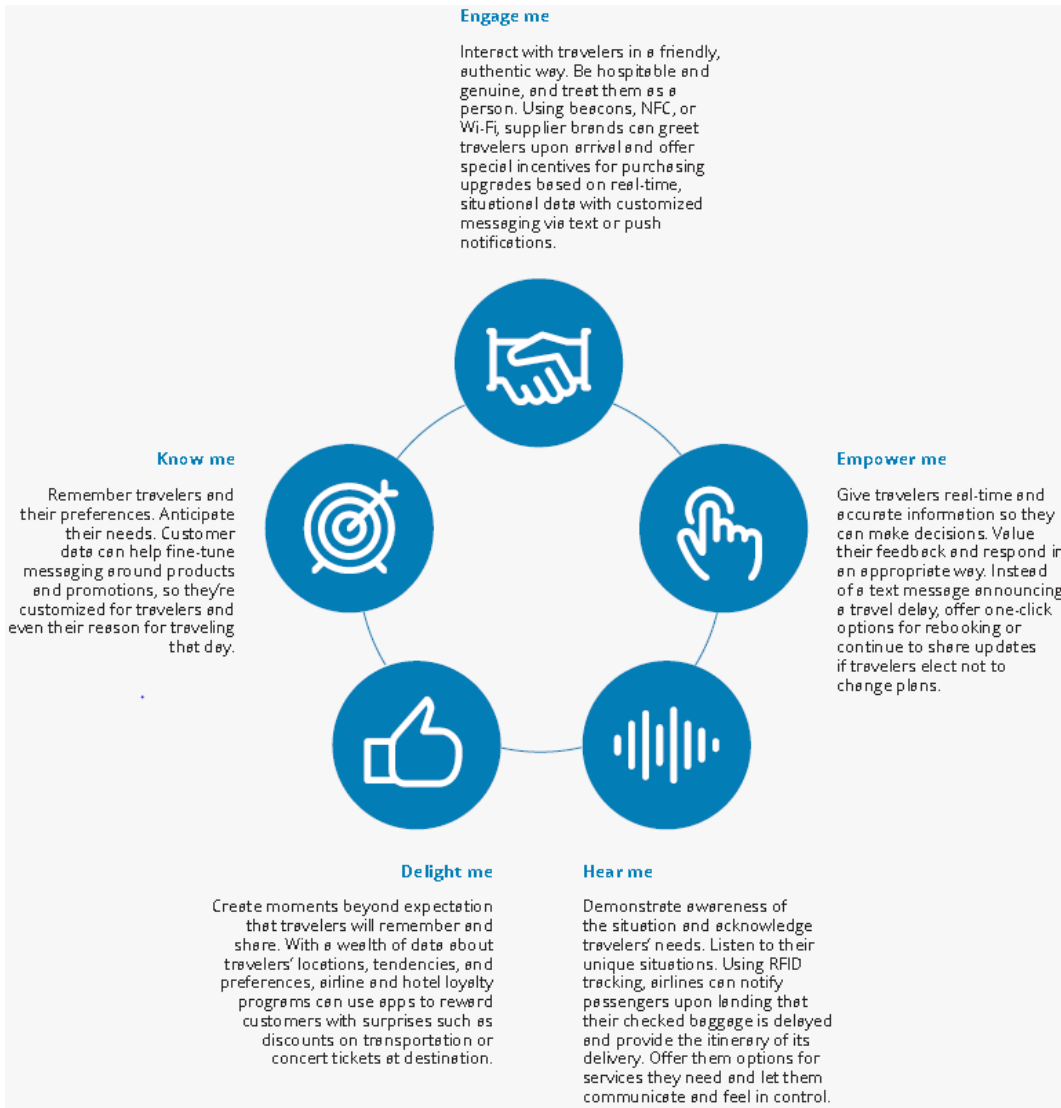 Engage me
Interact with travelers in a friendly,
authentic way. Be hospitable and
genuine, and treat them as a
person. Using beacons, NFC, or
Wi-Fi, supplier brands can greet
travelers upon arrival and offer
special incentives for purchasing
upgrades based on real-time,
situational data with customized
messaging via text or push
notifications.
Know me
Remember travelers and
their preferences. Anticipate
their needs. Customer
data can help fine-tune
messaging around products
and promotions, so they're
customized for travelers and
even their reason for traveling
that day.
Empower me
Give travelers real-time and
accurate information so they
can make decisions. Value
their feedback and respond in
an appropriate way. Instead
of a text message announcing
a travel delay, offer one-click
options for rebooking or
continue to share updates
if travelers elect not to
change plans.
Delight me
Create moments beyond expectation
that travelers will remember and
share. With a wealth of data about
travelers' locations, tendencies, and
preferences, airline and hotel loyalty
programs can use apps to reward
customers with surprises such as
discounts on transportation or
concert tickets at destination.
Hear me
Demonstrate awareness of
the situation and acknowledge
travelers' needs. Listen to their
unique situations. Using RFID
tracking, airlines can notify
passengers upon landing that
their checked baggage is delayed
and provide the itinerary of its
delivery. Offer them options for
services they need and let them
communicate and feel in control.